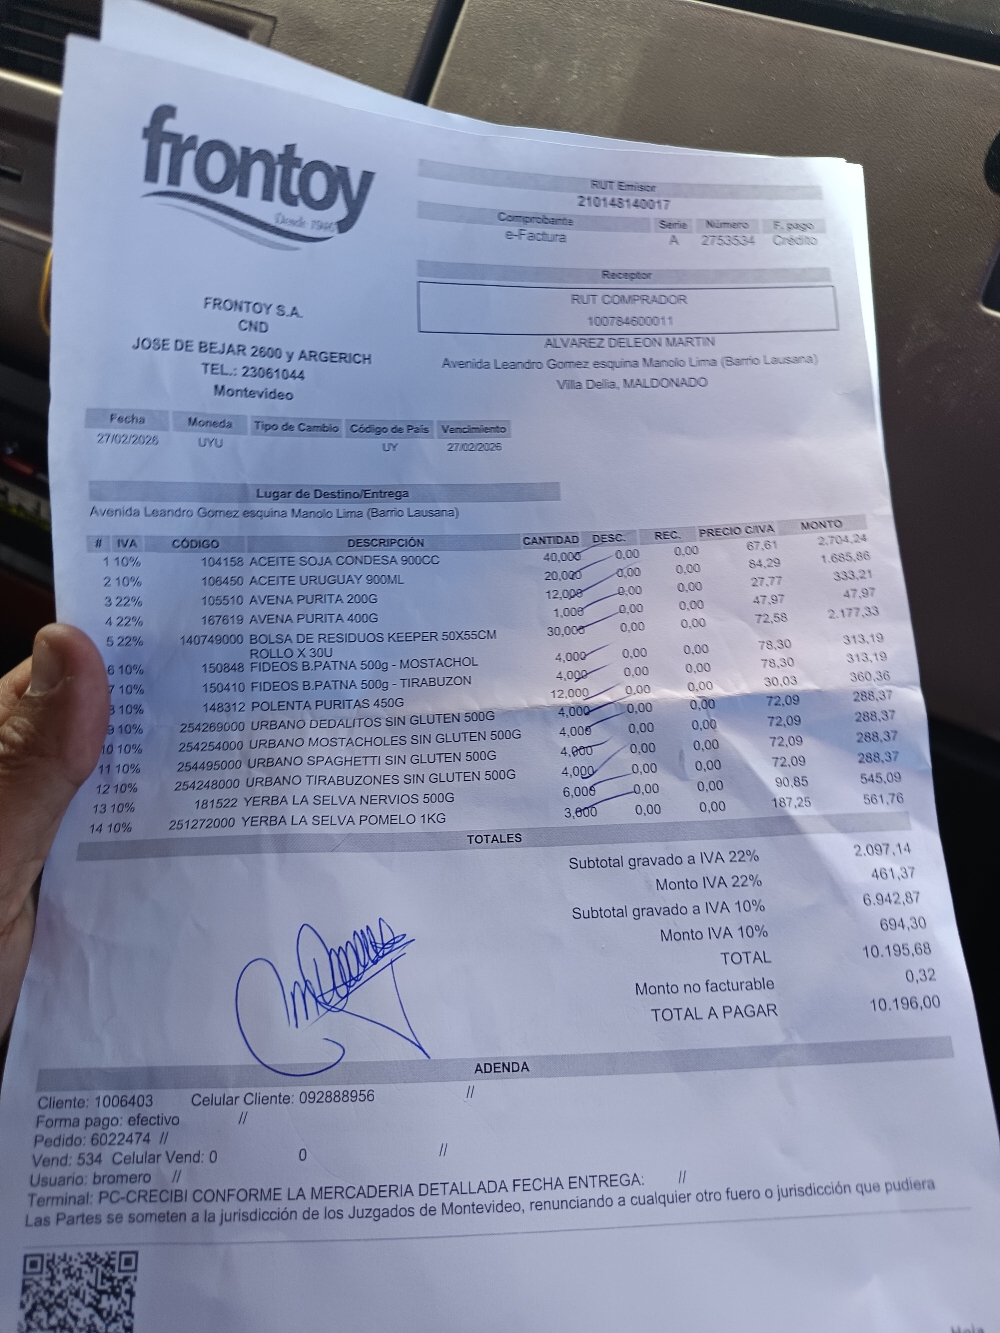 frontoy
Desde 1946
RUT Emisor
210148140017
Comprobante Serie Número F. pago
e-Factura A 2753534 Crédito
Receptor
RUT COMPRADOR
100784600011
ALVAREZ DELEON MARTIN
Avenida Leandro Gomez esquina Manolo Lima (Barrio Lausana)
Villa Delia, MALDONADO
FRONTOY S.A.
CND
JOSE DE BEJAR 2600 y ARGERICH
TEL.: 23061044
Montevideo
Fecha Moneda Tipo de Cambio Código de País Vencimiento
27/02/2026 UYU UY 27/02/2026
Lugar de Destino/Entrega
Avenida Leandro Gomez esquina Manolo Lima (Barrio Lausana)
# IVA CÓDIGO DESCRIPCIÓN CANTIDAD DESC. REC. PRECIO C/IVA MONTO
1 10% 104158 ACEITE SOJA CONDESA 900CC 40,000 0,00 0,00 67,61 2.704,24
2 10% 106450 ACEITE URUGUAY 900ML 20,000 0,00 0,00 84,29 1.685,86
3 22% 105510 AVENA PURITA 200G 12,000 0,00 0,00 27,77 333,21
4 22% 167619 AVENA PURITA 400G 1,000 0,00 0,00 47,97 47,97
5 22% 140749000 BOLSA DE RESIDUOS KEEPER 50X55CM 30,000 0,00 0,00 72,58 2.177,33
ROLLO X 30U
6 10% 150848 FIDEOS B.PATNA 500g - MOSTACHOL 4,000 0,00 0,00 78,30 313,19
7 10% 150410 FIDEOS B.PATNA 500g - TIRABUZON 4,000 0,00 0,00 78,30 313,19
8 10% 148312 POLENTA PURITAS 450G 12,000 0,00 0,00 30,03 360,36
9 10% 254269000 URBANO DEDALITOS SIN GLUTEN 500G 4,000 0,00 0,00 72,09 288,37
10 10% 254254000 URBANO MOSTACHOLES SIN GLUTEN 500G 4,000 0,00 0,00 72,09 288,37
11 10% 254495000 URBANO SPAGHETTI SIN GLUTEN 500G 4,000 0,00 0,00 72,09 288,37
12 10% 254248000 URBANO TIRABUZONES SIN GLUTEN 500G 4,000 0,00 0,00 72,09 288,37
13 10% 181522 YERBA LA SELVA NERVIOS 500G 6,000 0,00 0,00 90,85 545,09
14 10% 251272000 YERBA LA SELVA POMELO 1KG 3,000 0,00 0,00 187,25 561,76
TOTALES
Subtotal gravado a IVA 22% 2.097,14
Monto IVA 22% 461,37
Subtotal gravado a IVA 10% 6.942,87
Monto IVA 10% 694,30
TOTAL 10.195,68
Monto no facturable 0,32
TOTAL A PAGAR 10.196,00
ADENDA
Cliente: 1006403 Celular Cliente: 092888956 //
Forma pago: efectivo //
Pedido: 6022474 //
Vend: 534 Celular Vend: 0 0 //
Usuario: bromero //
Terminal: PC-CRECIBI CONFORME LA MERCADERIA DETALLADA FECHA ENTREGA: //
Las Partes se someten a la jurisdicción de los Juzgados de Montevideo, renunciando a cualquier otro fuero o jurisdicción que pudiera